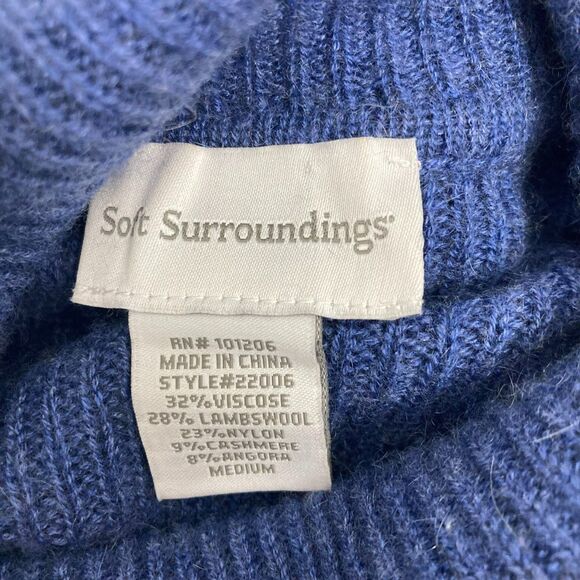 Soft Surroundings®
RN# 101206
MADE IN CHINA
STYLE#22006
32%VISCOSE
28% LAMBSWOOL
23%NYLON
9%CASHMERE
8%ANGORA
MEDIUM